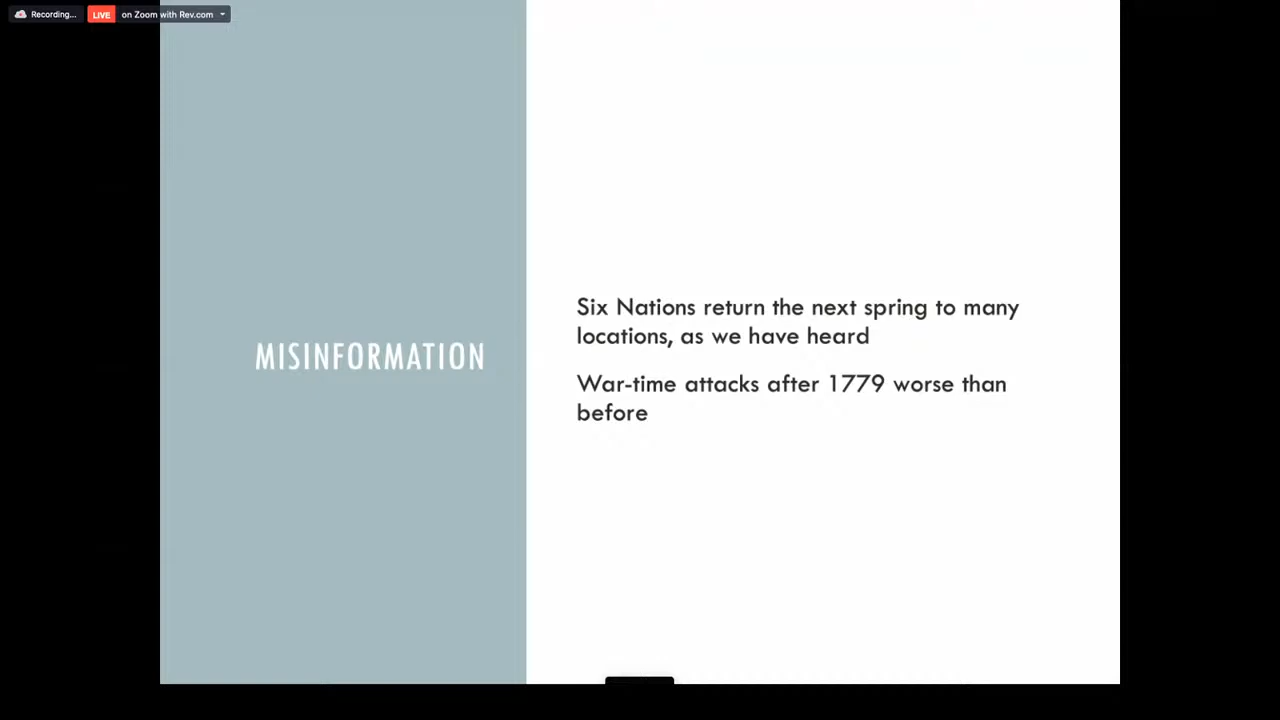 Recording...
LIVE
on Zoom with Rev.com
MISINFORMATION
Six Nations return the next spring to many
locations, as we have heard
War-time attacks after 1779 worse than
before